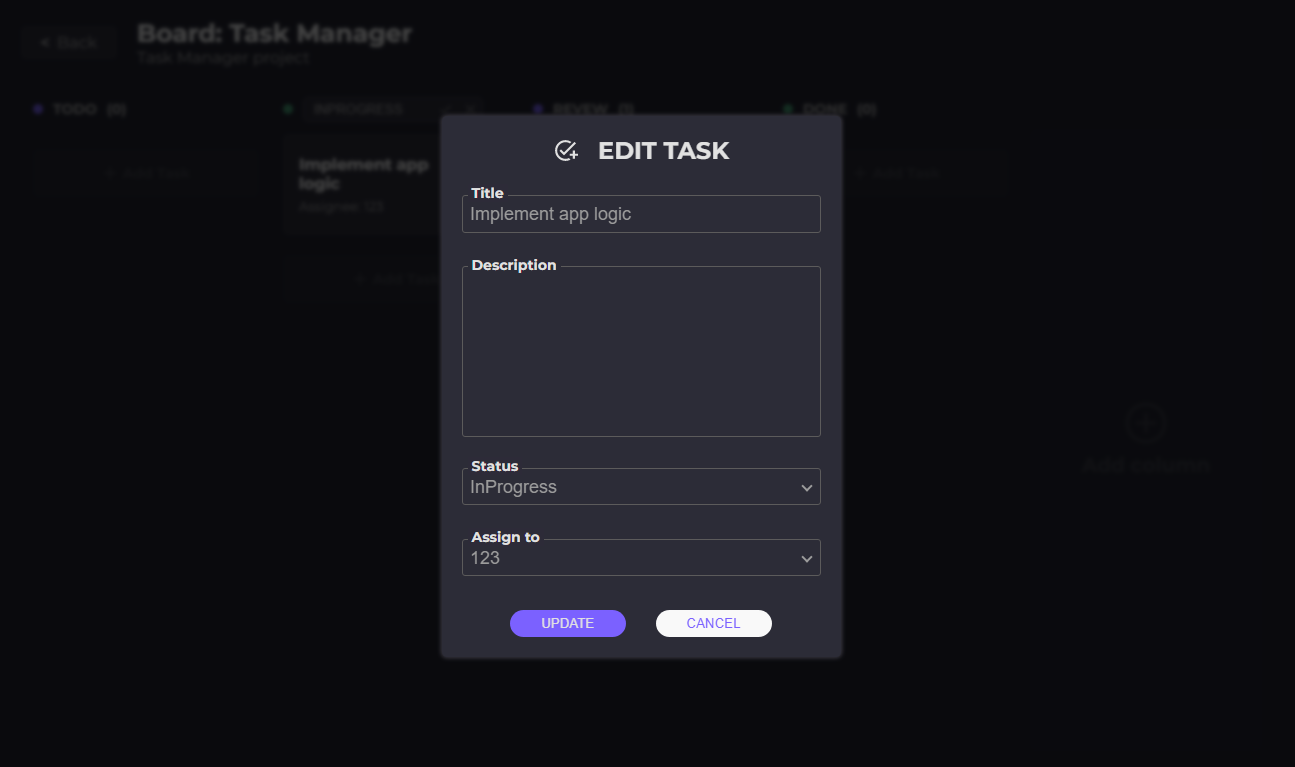 < Back
Board: Task Manager
Task Manager project
TODO (0)
INPROGRESS
REVEW (1)
DONE (0)
+ Add Task
Implement app
logic
Assignee: 123
+ Add Task
+ Add Task
Add column
EDIT TASK
Title
Implement app logic
Description
Status
InProgress
Assign to
123
UPDATE
CANCEL